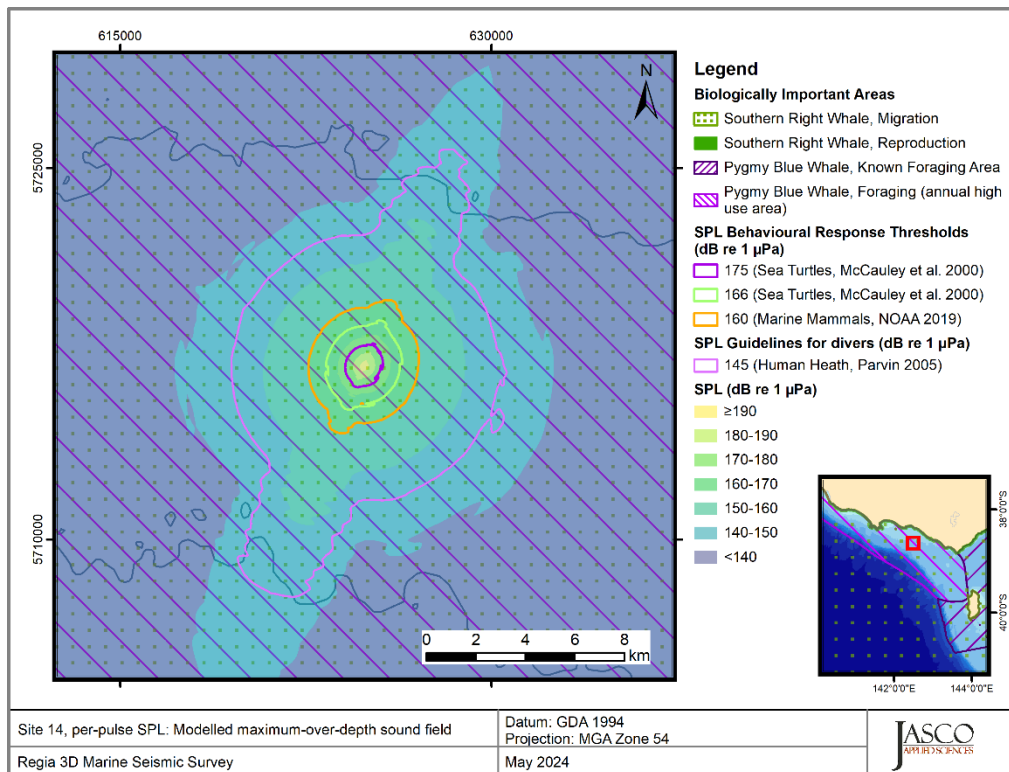 615000
630000
N
5725000
5710000
0 2 4 6 8
km
Legend
Biologically Important Areas
Southern Right Whale, Migration
Southern Right Whale, Reproduction
Pygmy Blue Whale, Known Foraging Area
Pygmy Blue Whale, Foraging (annual high
use area)
SPL Behavioural Response Thresholds
(dB re 1 µPa)
175 (Sea Turtles, McCauley et al. 2000)
166 (Sea Turtles, McCauley et al. 2000)
160 (Marine Mammals, NOAA 2019)
SPL Guidelines for divers (dB re 1 µPa)
145 (Human Heath, Parvin 2005)
SPL (dB re 1 µPa)
≥190
180-190
170-180
160-170
150-160
140-150
<140
38°0'0"S
40°0'0"S
142°0'0"E 144°0'0"E
Site 14, per-pulse SPL: Modelled maximum-over-depth sound field
Datum: GDA 1994
Projection: MGA Zone 54
Regia 3D Marine Seismic Survey
May 2024
JASCO
APPLIED SCIENCES